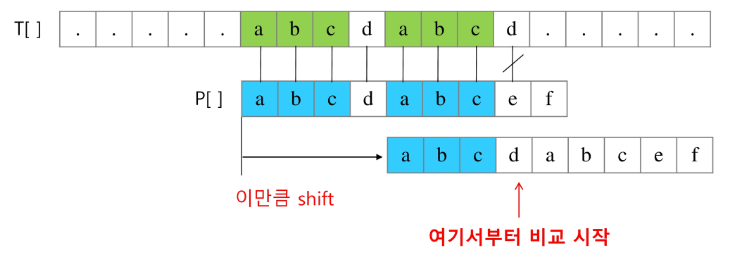 T[ ] . . . . . a b c d a b c d . . . . .
P[ ] a b c d a b c e f
a b c d a b c e f
이만큼 shift
여기서부터 비교 시작